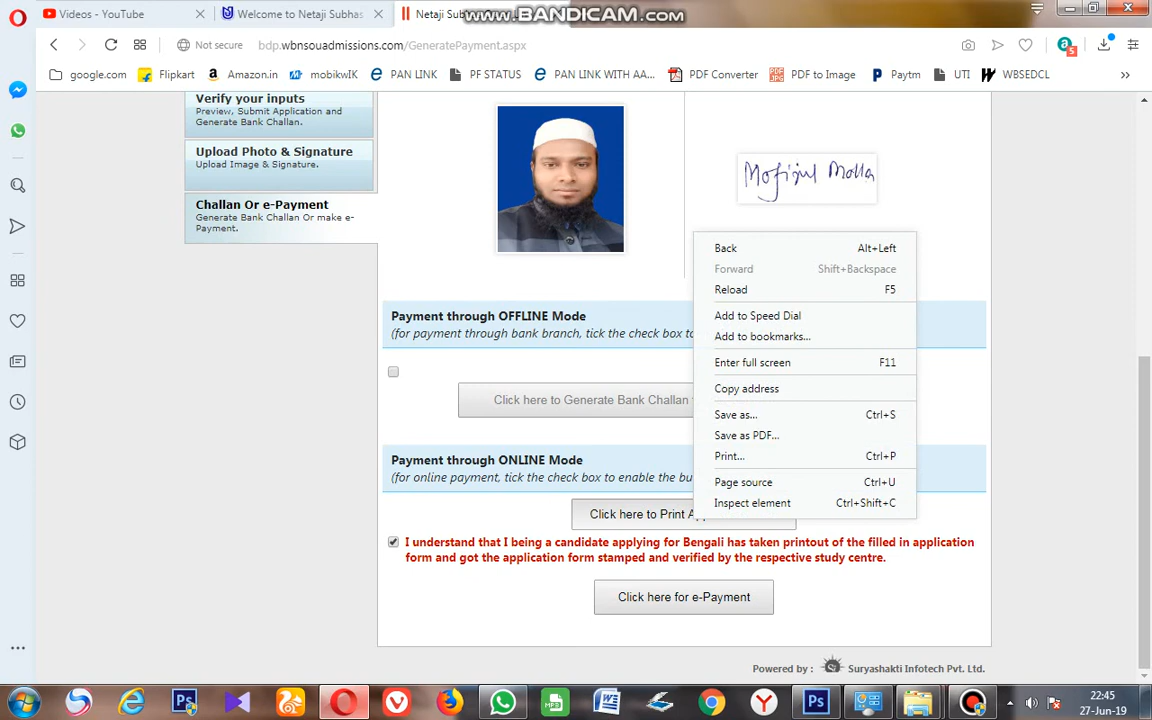 Videos - YouTube
Welcome to Netaji Subhas
Netaji Sub
WWW.BANDICAM.COM
Not secure
bdp.wbnsouadmissions.com/GeneratePayment.aspx
5
google.com
Flipkart
Amazon.in
mobikwIK
PAN LINK
PF STATUS
PAN LINK WITH AA...
PDF Converter
PDF to Image
Paytm
UTI
WBSEDCL
Verify your inputs
Preview, Submit Application and
Generate Bank Challan.
Upload Photo & Signature
Upload Image & Signature.
Challan Or e-Payment
Generate Bank Challan Or make e-
Payment.
Mofizul Molla
Back Alt+Left
Forward Shift+Backspace
Reload F5
Add to Speed Dial
Add to bookmarks...
Enter full screen F11
Copy address
Save as... Ctrl+S
Save as PDF...
Print... Ctrl+P
Page source Ctrl+U
Inspect element Ctrl+Shift+C
Payment through OFFLINE Mode
(for payment through bank branch, tick the check box to
Click here to Generate Bank Challan
Payment through ONLINE Mode
(for online payment, tick the check box to enable the bu
Click here to Print Ap
I understand that I being a candidate applying for Bengali has taken printout of the filled in application
form and got the application form stamped and verified by the respective study centre.
Click here for e-Payment
Powered by : Suryashakti Infotech Pvt. Ltd.
22:45
27-Jun-19